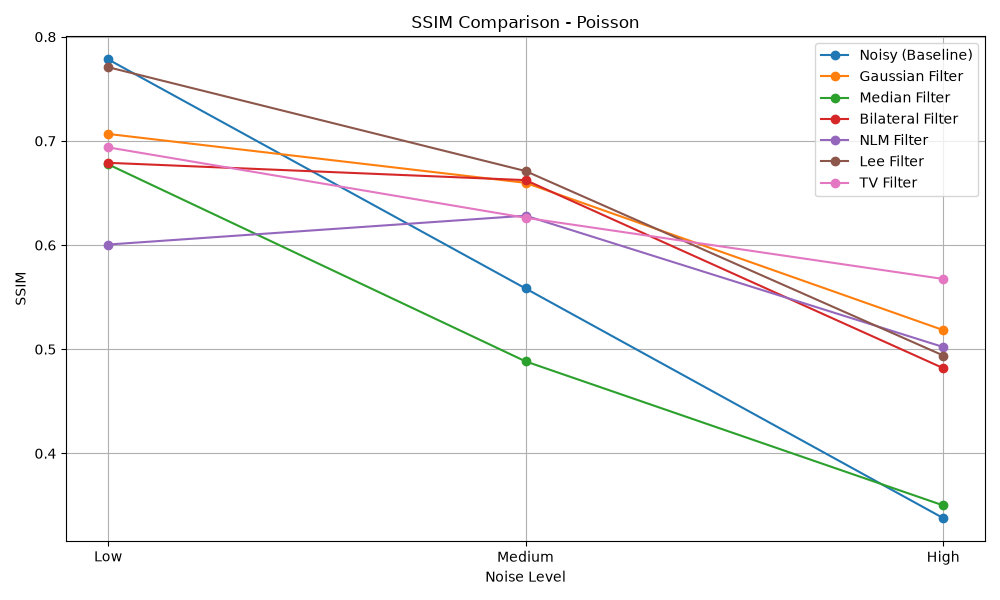 SSIM Comparison - Poisson
0.8
0.7
0.6
0.5
0.4
SSIM
Low
Medium
High
Noise Level
Noisy (Baseline)
Gaussian Filter
Median Filter
Bilateral Filter
NLM Filter
Lee Filter
TV Filter